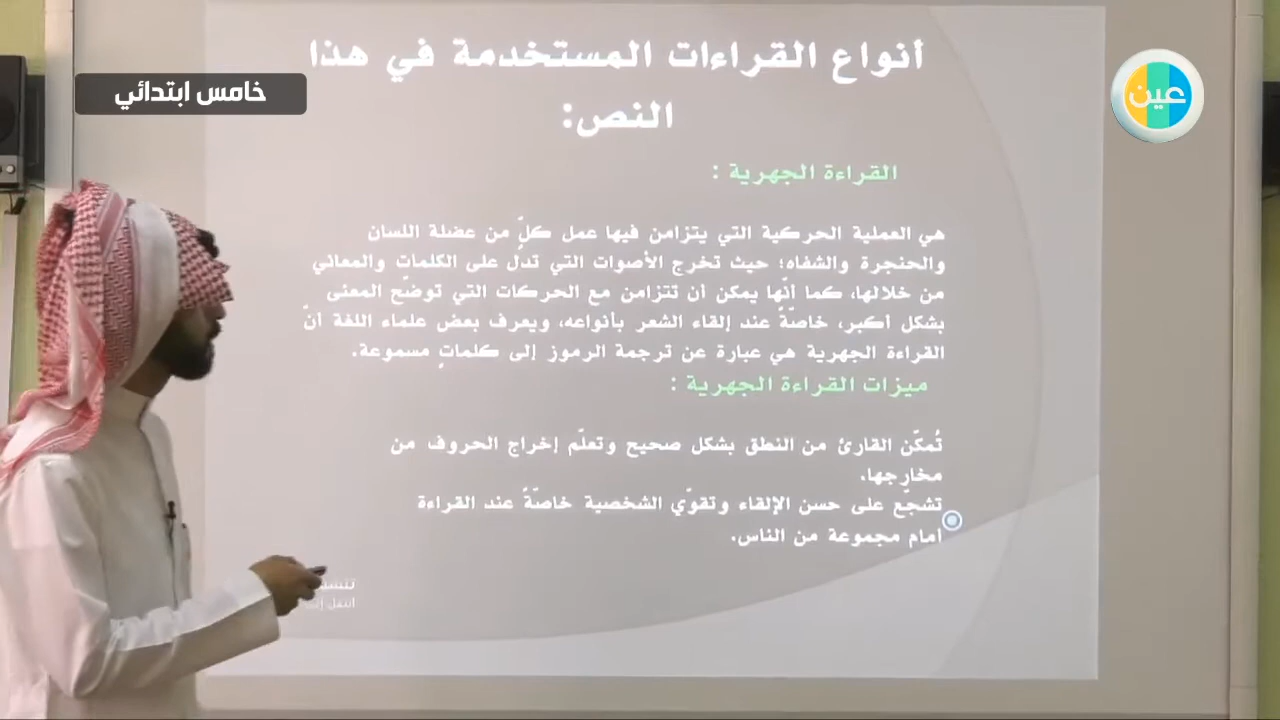 خامس ابتدائي
عين
أنواع القراءات المستخدمة في هذا
النص:
القراءة الجهرية :
هي العملية الحركية التي يتزامن فيها عمل كلٍّ من عضلة اللسان
والحنجرة والشفاه؛ حيث تخرج الأصوات التي تدل على الكلمات والمعاني
من خلالها، كما أنّها يمكن أن تتزامن مع الحركات التي توضّح المعنى
بشكل أكبر، خاصّةً عند إلقاء الشعر بأنواعه، ويعرف بعض علماء اللغة أنّ
القراءة الجهرية هي عبارة عن ترجمة الرموز إلى كلماتٍ مسموعة.
ميزات القراءة الجهرية :
تُمكّن القارئ من النطق بشكل صحيح وتعلّم إخراج الحروف من
مخارجها.
تشجّع على حسن الإلقاء وتقوّي الشخصية خاصّةً عند القراءة
أمام مجموعة من الناس.